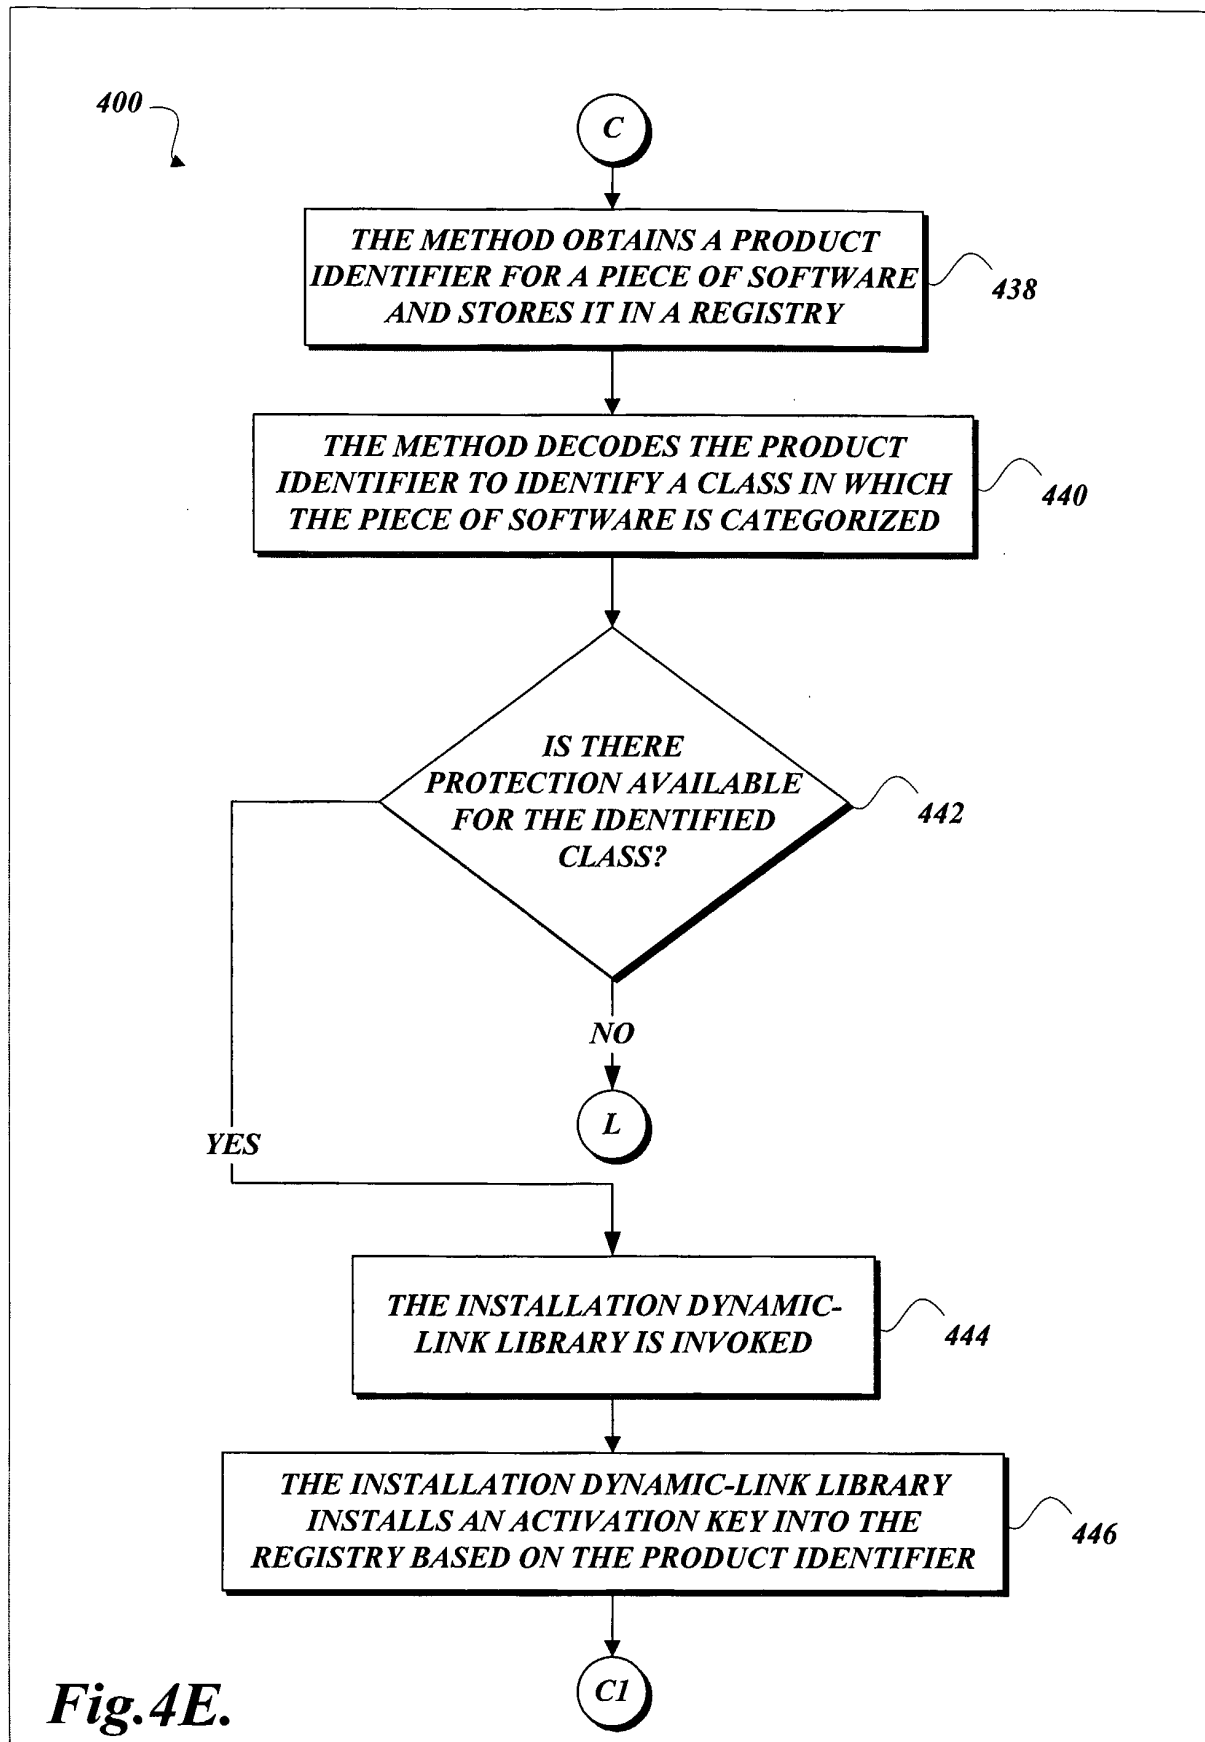 400
C
THE METHOD OBTAINS A PRODUCT
IDENTIFIER FOR A PIECE OF SOFTWARE
AND STORES IT IN A REGISTRY
438
THE METHOD DECODES THE PRODUCT
IDENTIFIER TO IDENTIFY A CLASS IN WHICH
THE PIECE OF SOFTWARE IS CATEGORIZED
440
IS THERE
PROTECTION AVAILABLE
FOR THE IDENTIFIED
CLASS?
442
NO
L
YES
THE INSTALLATION DYNAMIC-
LINK LIBRARY IS INVOKED
444
THE INSTALLATION DYNAMIC-LINK LIBRARY
INSTALLS AN ACTIVATION KEY INTO THE
REGISTRY BASED ON THE PRODUCT IDENTIFIER
446
C1
Fig.4E.